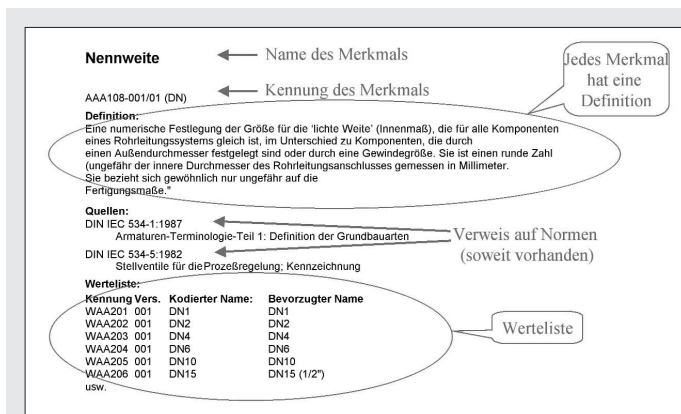 Nennweite
Name des Merkmals
Jedes Merkmal
hat eine
Definition
AAA108-001/01 (DN)
Kennung des Merkmals
Definition:
Eine numerische Festlegung der Größe für die 'lichte Weite' (Innenmaß), die für alle Komponenten
eines Rohrleitungssystems gleich ist, im Unterschied zu Komponenten, die durch
einen Außendurchmesser festgelegt sind oder durch eine Gewindegröße. Sie ist einen runde Zahl
(ungefähr der innere Durchmesser des Rohrleitungsanschlusses gemessen in Millimeter.
Sie bezieht sich gewöhnlich nur ungefähr auf die
Fertigungsmaße."
Quellen:
DIN IEC 534-1:1987
Armaturen-Terminologie-Teil 1: Definition der Grundbauarten
DIN IEC 534-5:1982
Stellventile für die Prozeßregelung; Kennzeichnung
Verweis auf Normen
(soweit vorhanden)
Werteliste:
Kennung Vers. Kodierter Name: Bevorzugter Name
WAA201 001 DN1 DN1
WAA202 001 DN2 DN2
WAA203 001 DN4 DN4
WAA204 001 DN6 DN6
WAA205 001 DN10 DN10
WAA206 001 DN15 DN15 (1/2")
usw.
Werteliste